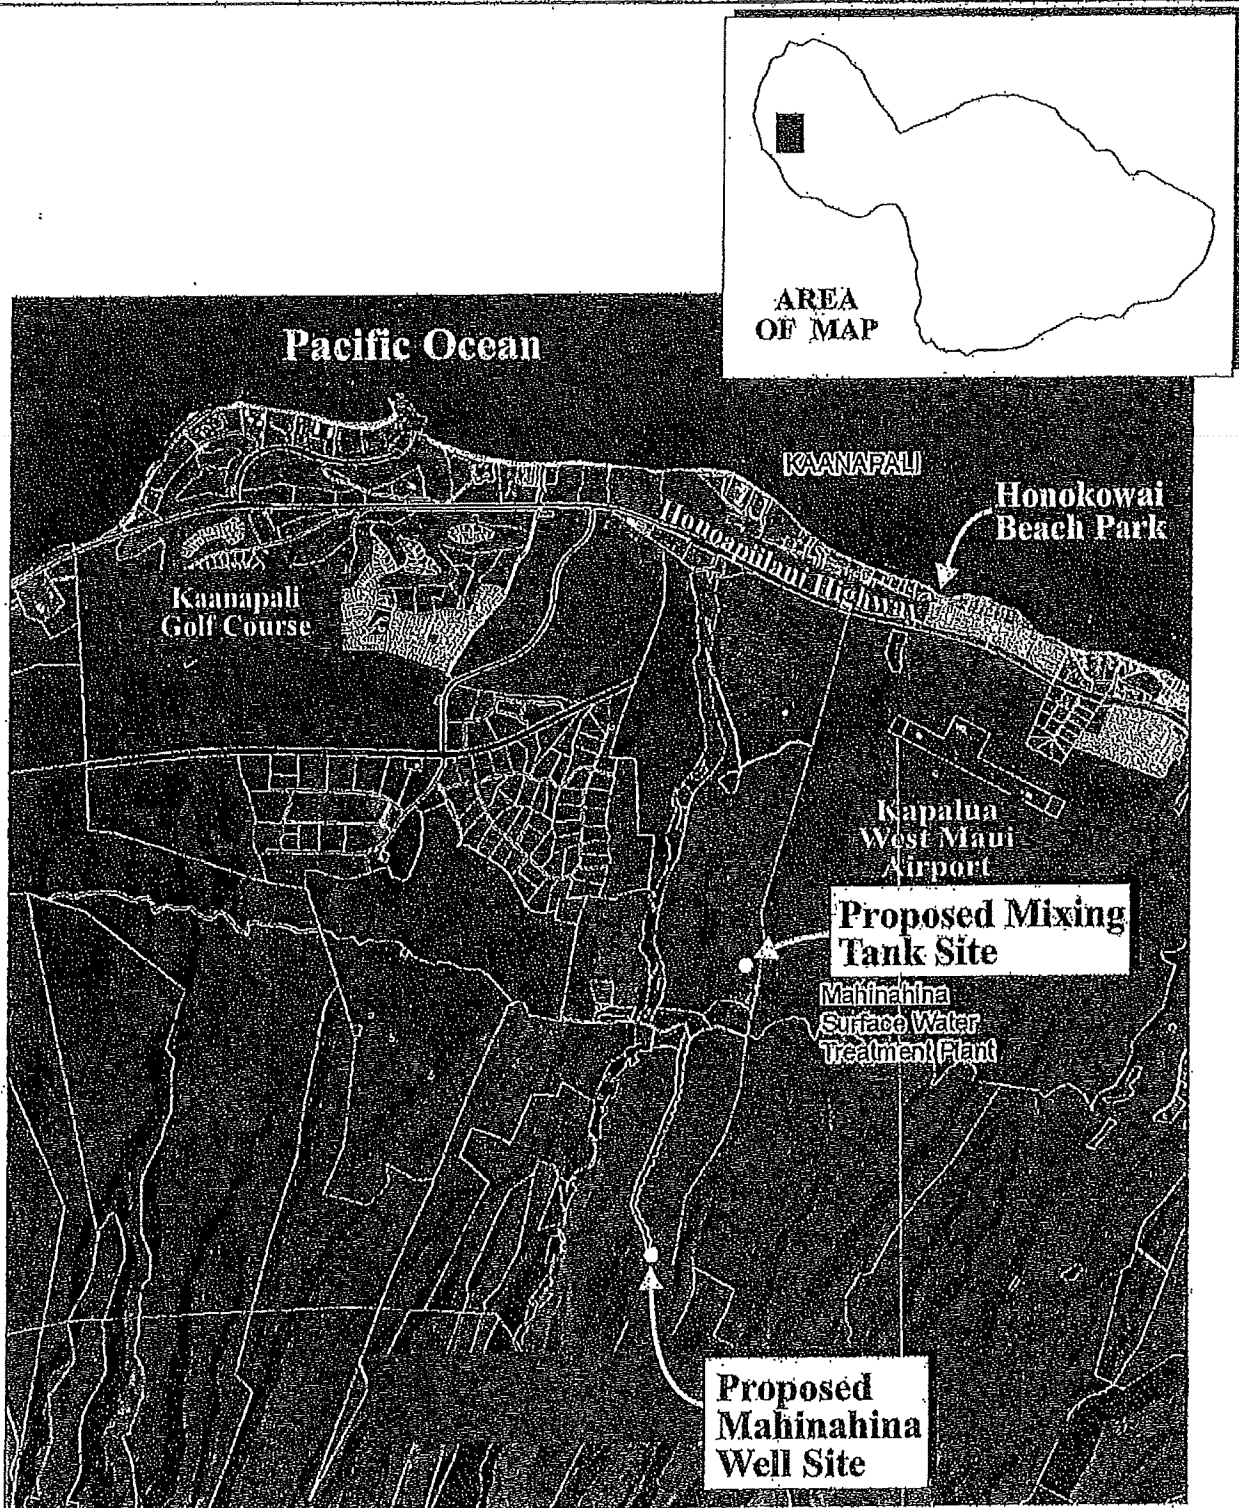 AREA
OF MAP
Pacific Ocean
KAANAPALI
Honokowai
Beach Park
Honoapiilani Highway
Kaanapali
Golf Course
Kapalua
West Maui
Airport
Proposed Mixing
Tank Site
Mahinahina
Surface Water
Treatment Plant
Proposed
Mahinahina
Well Site